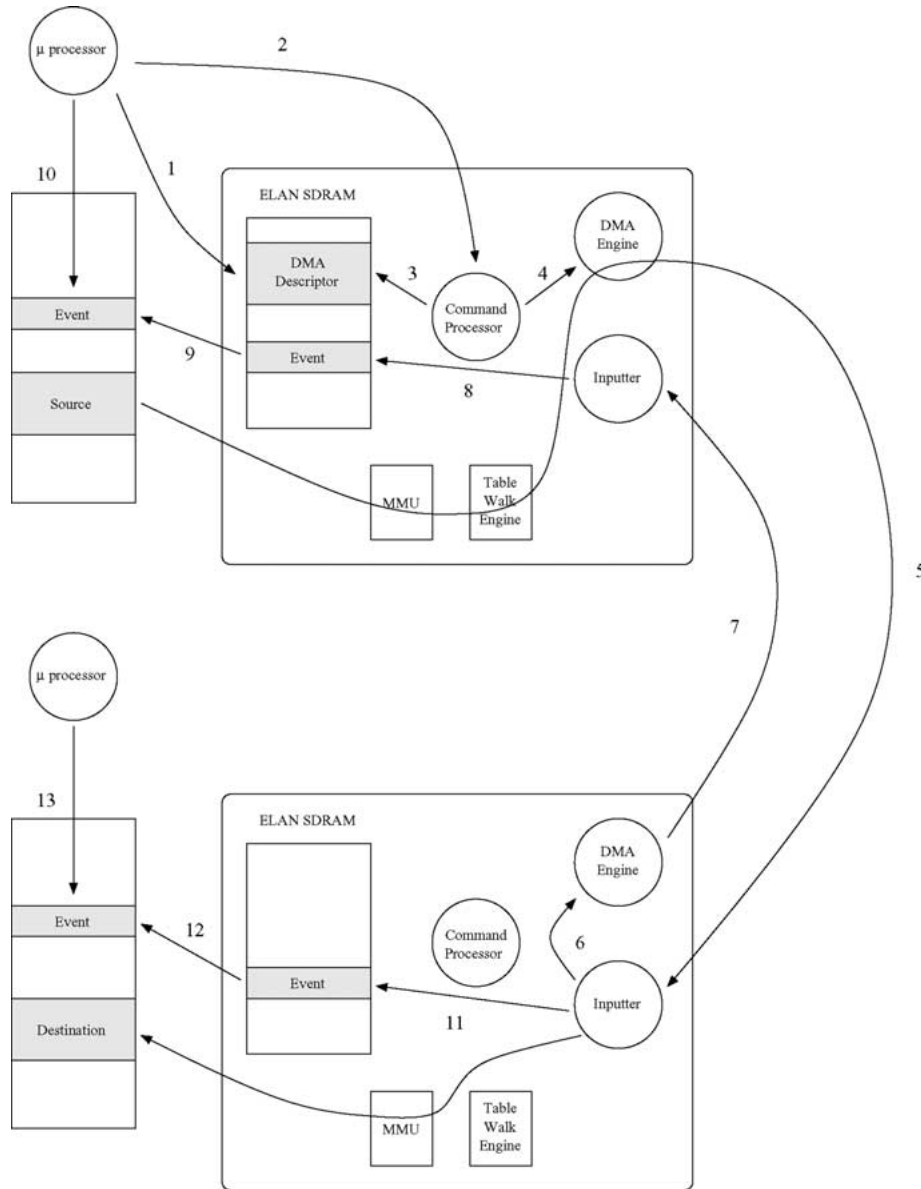 2
μ processor
10
1
ELAN SDRAM
DMA
Engine
DMA
Descriptor
3
4
Command
Processor
Event
9
Event
8
Inputter
Source
MMU
Table
Walk
Engine
5
7
μ processor
13
ELAN SDRAM
DMA
Engine
Event
12
Command
Processor
6
Event
11
Inputter
Destination
MMU
Table
Walk
Engine